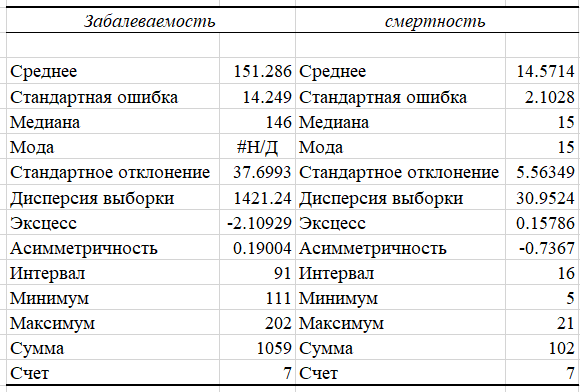 Забалеваемость смертность
Среднее 151.286 Среднее 14.5714
Стандартная ошибка 14.249 Стандартная ошибка 2.1028
Медиана 146 Медиана 15
Мода #Н/Д Мода 15
Стандартное отклонение 37.6993 Стандартное отклонение 5.56349
Дисперсия выборки 1421.24 Дисперсия выборки 30.9524
Эксцесс -2.10929 Эксцесс 0.15786
Асимметричность 0.19004 Асимметричность -0.7367
Интервал 91 Интервал 16
Минимум 111 Минимум 5
Максимум 202 Максимум 21
Сумма 1059 Сумма 102
Счет 7 Счет 7